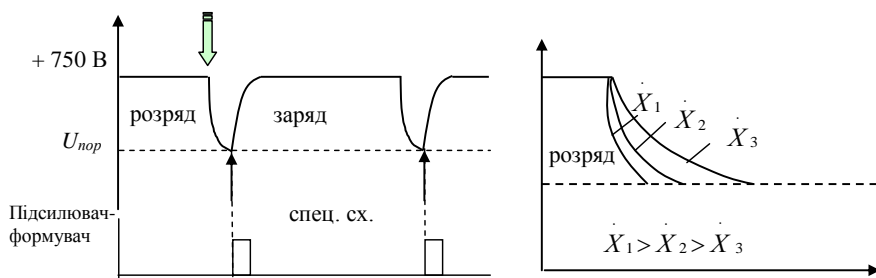 + 750 В
розряд
заряд
Uпор
Підсилювач-
формувач
спец. сх.
Ẋ1
Ẋ2
Ẋ3
розряд
Ẋ1 > Ẋ2 > Ẋ3